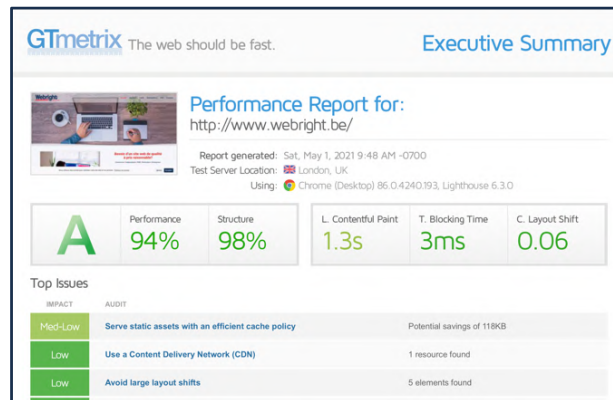 GTmetrix The web should be fast.
Executive Summary
Webright
Performance Report for:
http://www.webright.be/
Report generated: Sat, May 1, 2021 9:48 AM -0700
Test Server Location: London, UK
Using: Chrome (Desktop) 86.0.4240.193, Lighthouse 6.3.0
A
Performance
94%
Structure
98%
L. Contentful Paint
1.3s
T. Blocking Time
3ms
C. Layout Shift
0.06
Top Issues
IMPACT AUDIT
Med-Low Serve static assets with an efficient cache policy Potential savings of 118KB
Low Use a Content Delivery Network (CDN) 1 resource found
Low Avoid large layout shifts 5 elements found